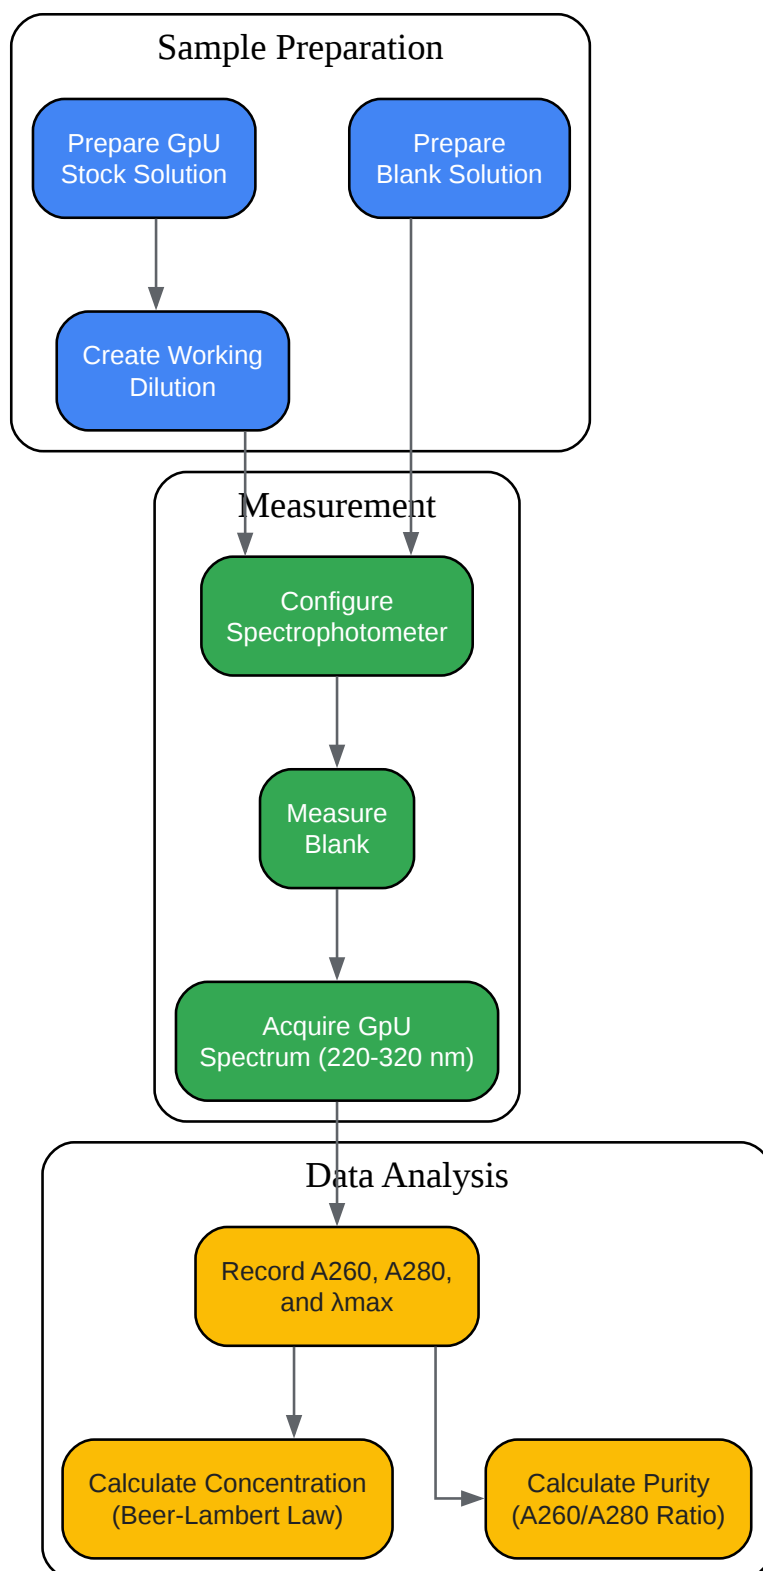 Sample Preparation
Prepare GpU
Stock Solution
Prepare
Blank Solution
Create Working
Dilution
Measurement
Configure
Spectrophotometer
Measure
Blank
Acquire GpU
Spectrum (220-320 nm)
Data Analysis
Record A260, A280,
and λmax
Calculate Concentration
(Beer-Lambert Law)
Calculate Purity
(A260/A280 Ratio)